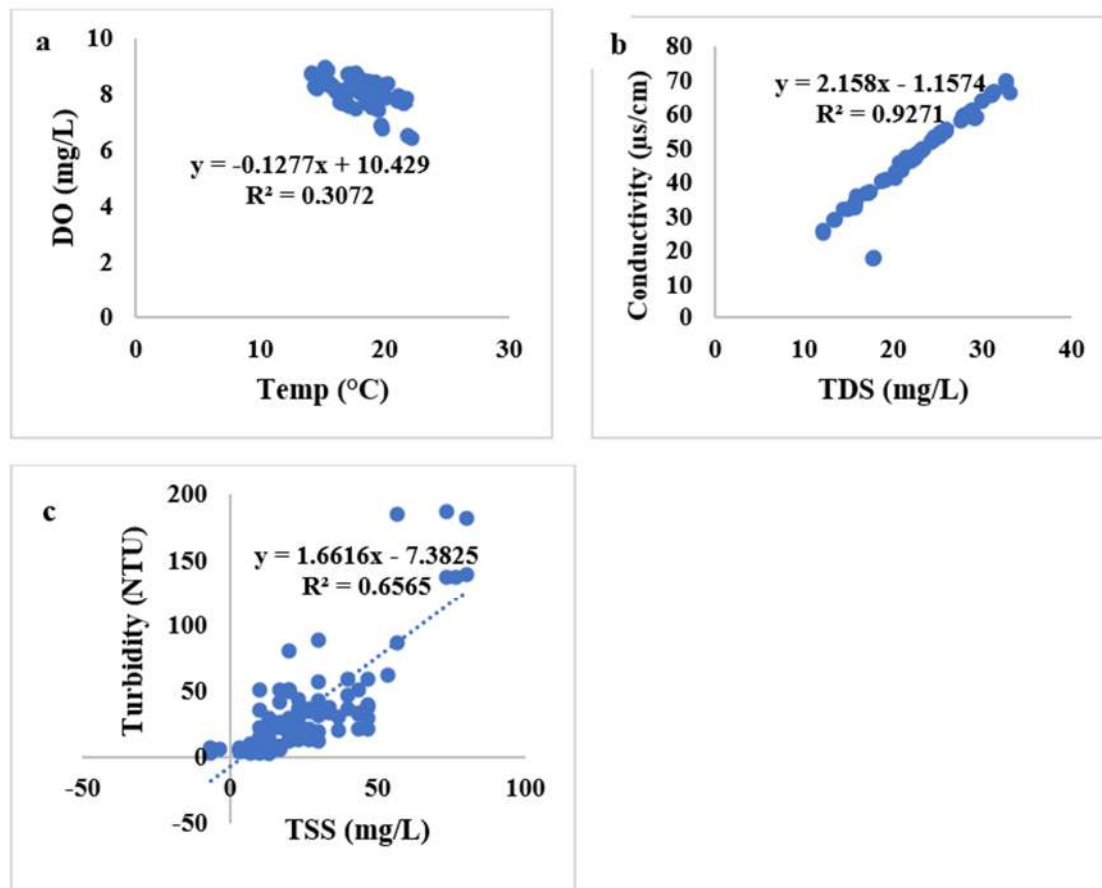 a
10
8
6
4
2
0
DO (mg/L)
y = -0.1277x + 10.429
R² = 0.3072
0 10 20 30
Temp (°C)
b
80
70
60
50
40
30
20
10
0
Conductivity (µs/cm)
y = 2.158x - 1.1574
R² = 0.9271
0 10 20 30 40
TDS (mg/L)
c
200
150
100
50
0
-50
Turbidity (NTU)
y = 1.6616x - 7.3825
R² = 0.6565
-50 0 50 100
TSS (mg/L)